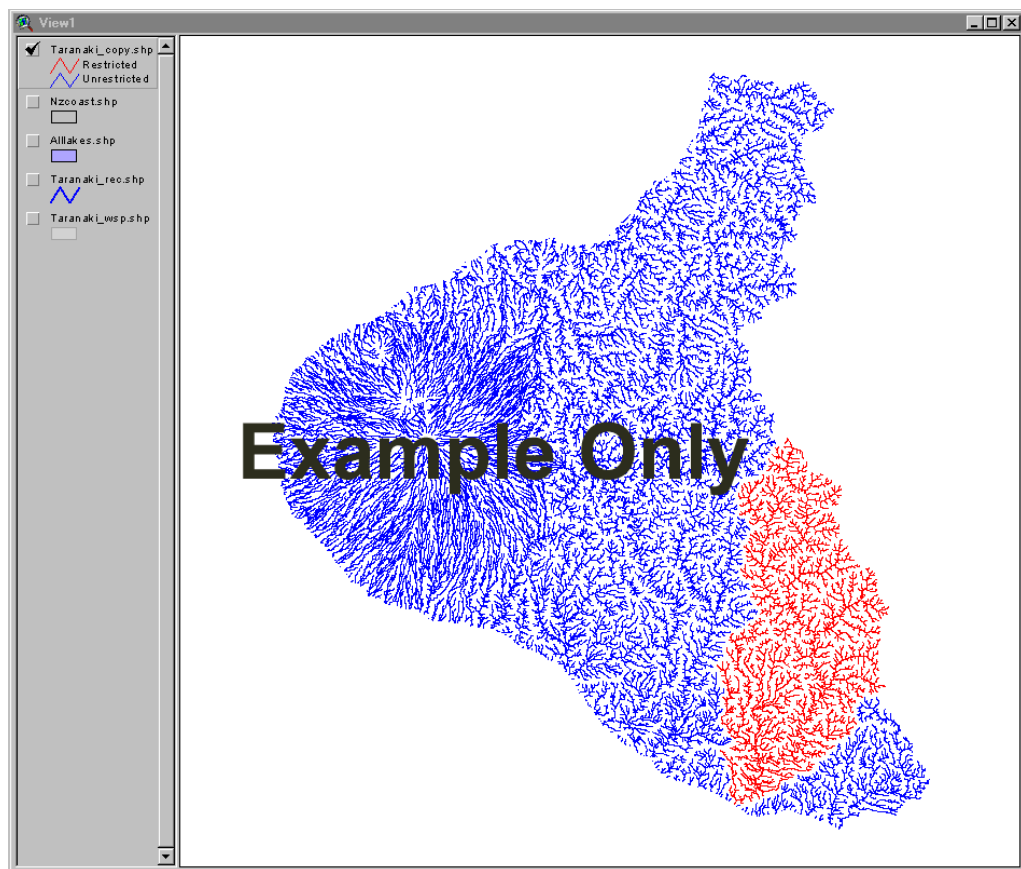 View1
Taranaki_copy.shp
Restricted
Unrestricted
Nzcoast.shp
Alllakes.shp
Taranaki_rec.shp
Taranaki_wsp.shp
Example Only